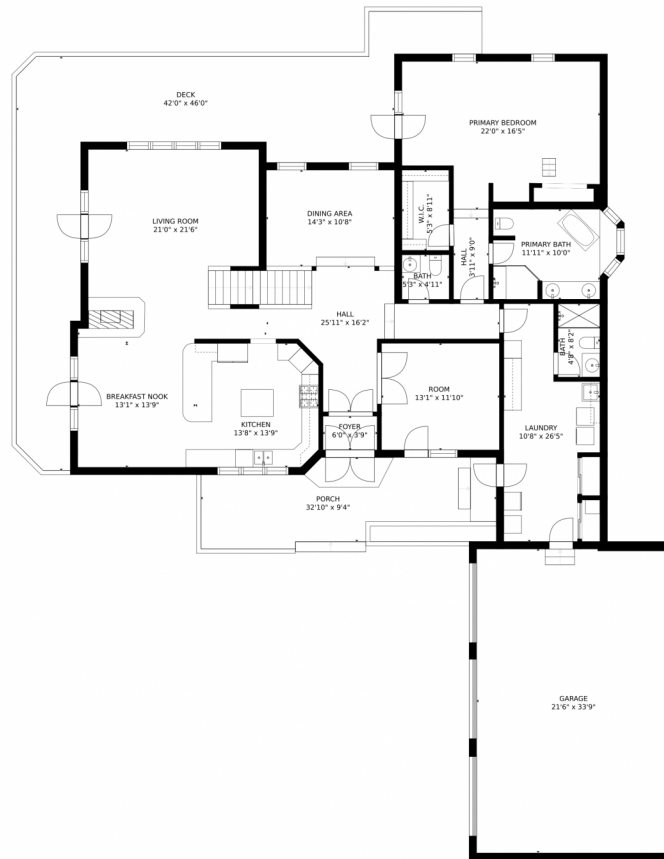 DECK
42'0" x 46'0"
PRIMARY BEDROOM
22'0" x 16'5"
LIVING ROOM
21'0" x 21'6"
DINING AREA
14'3" x 10'8"
W.I.C.
5'3" x 8'11"
HALL
3'11" x 9'0"
PRIMARY BATH
11'11" x 10'0"
BATH
5'3" x 4'11"
HALL
25'11" x 16'2"
BATH
4'9" x 8'2"
BREAKFAST NOOK
13'1" x 13'9"
KITCHEN
13'8" x 13'9"
ROOM
13'1" x 11'10"
FOYER
6'0" x 3'9"
LAUNDRY
10'8" x 26'5"
PORCH
32'10" x 9'4"
GARAGE
21'6" x 33'9"